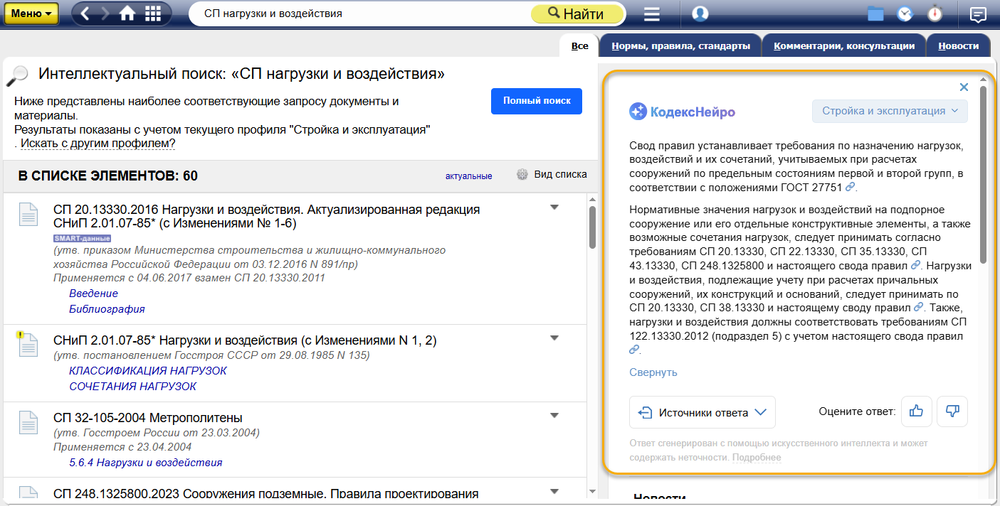 Меню
СП нагрузки и воздействия
Найти
Все
Нормы, правила, стандарты
Комментарии, консультации
Новости
Интеллектуальный поиск: «СП нагрузки и воздействия»
Ниже представлены наиболее соответствующие запросу документы и
материалы.
Результаты показаны с учетом текущего профиля "Стройка и эксплуатация"
. Искать с другим профилем?
Полный поиск
В СПИСКЕ ЭЛЕМЕНТОВ: 60
актуальные
Вид списка
СП 20.13330.2016 Нагрузки и воздействия. Актуализированная редакция
СНиП 2.01.07-85* (с Изменениями № 1-6)
SMART-данные
(утв. приказом Министерства строительства и жилищно-коммунального
хозяйства Российской Федерации от 03.12.2016 N 891/пр)
Применяется с 04.06.2017 взамен СП 20.13330.2011
Введение
Библиография
СНиП 2.01.07-85* Нагрузки и воздействия (с Изменениями N 1, 2)
(утв. постановлением Госстроя СССР от 29.08.1985 N 135)
КЛАССИФИКАЦИЯ НАГРУЗОК
СОЧЕТАНИЯ НАГРУЗОК
СП 32-105-2004 Метрополитены
(утв. Госстроем России от 23.03.2004)
Применяется с 23.04.2004
5.6.4 Нагрузки и воздействия
СП 248.1325800.2023 Сооружения подземные. Правила проектирования
КодексНейро
Стройка и эксплуатация
Свод правил устанавливает требования по назначению нагрузок,
воздействий и их сочетаний, учитываемых при расчетах
сооружений по предельным состояниям первой и второй групп, в
соответствии с положениями ГОСТ 27751.
Нормативные значения нагрузок и воздействий на подпорное
сооружение или его отдельные конструктивные элементы, а также
возможные сочетания нагрузок, следует принимать согласно
требованиям СП 20.13330, СП 22.13330, СП 35.13330, СП
43.13330, СП 248.1325800 и настоящего свода правил. Нагрузки
и воздействия, подлежащие учету при расчетах причальных
сооружений, их конструкций и оснований, следует принимать по
СП 20.13330, СП 38.13330 и настоящему своду правил. Также,
нагрузки и воздействия должны соответствовать требованиям СП
122.13330.2012 (подраздел 5) с учетом настоящего свода правил
.
Свернуть
Источники ответа
Оцените ответ:
Ответ сгенерирован с помощью искусственного интеллекта и может
содержать неточности. Подробнее
Новости